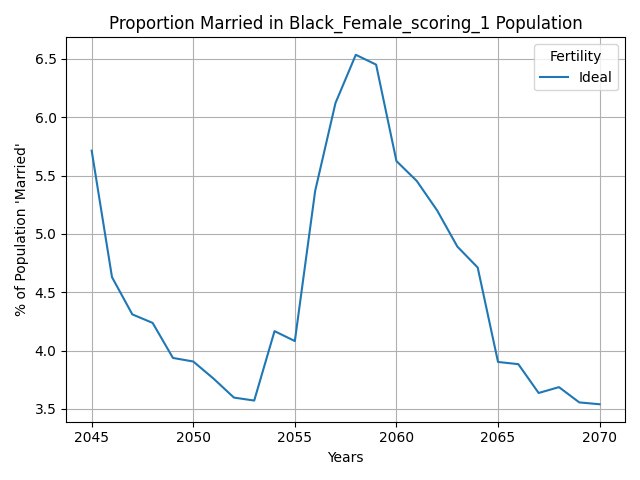 Proportion Married in Black_Female_scoring_1 Population
Fertility
Ideal
% of Population 'Married'
6.5
6.0
5.5
5.0
4.5
4.0
3.5
2045 2050 2055 2060 2065 2070
Years